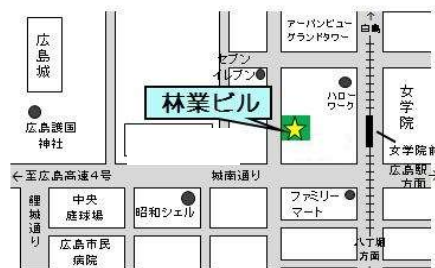 アーバンビュー
グランドタワー
↑
白島
広島城
セブン
イレブン
ハロー
ワーク
女学院
林業ビル
広島護国
神社
女学院前
←至広島高速4号
城南通り
広島駅
方面
鯉城通り
中央
庭球場
昭和シェル
ファミリー
マート
広島市民
病院
八丁堀
方面